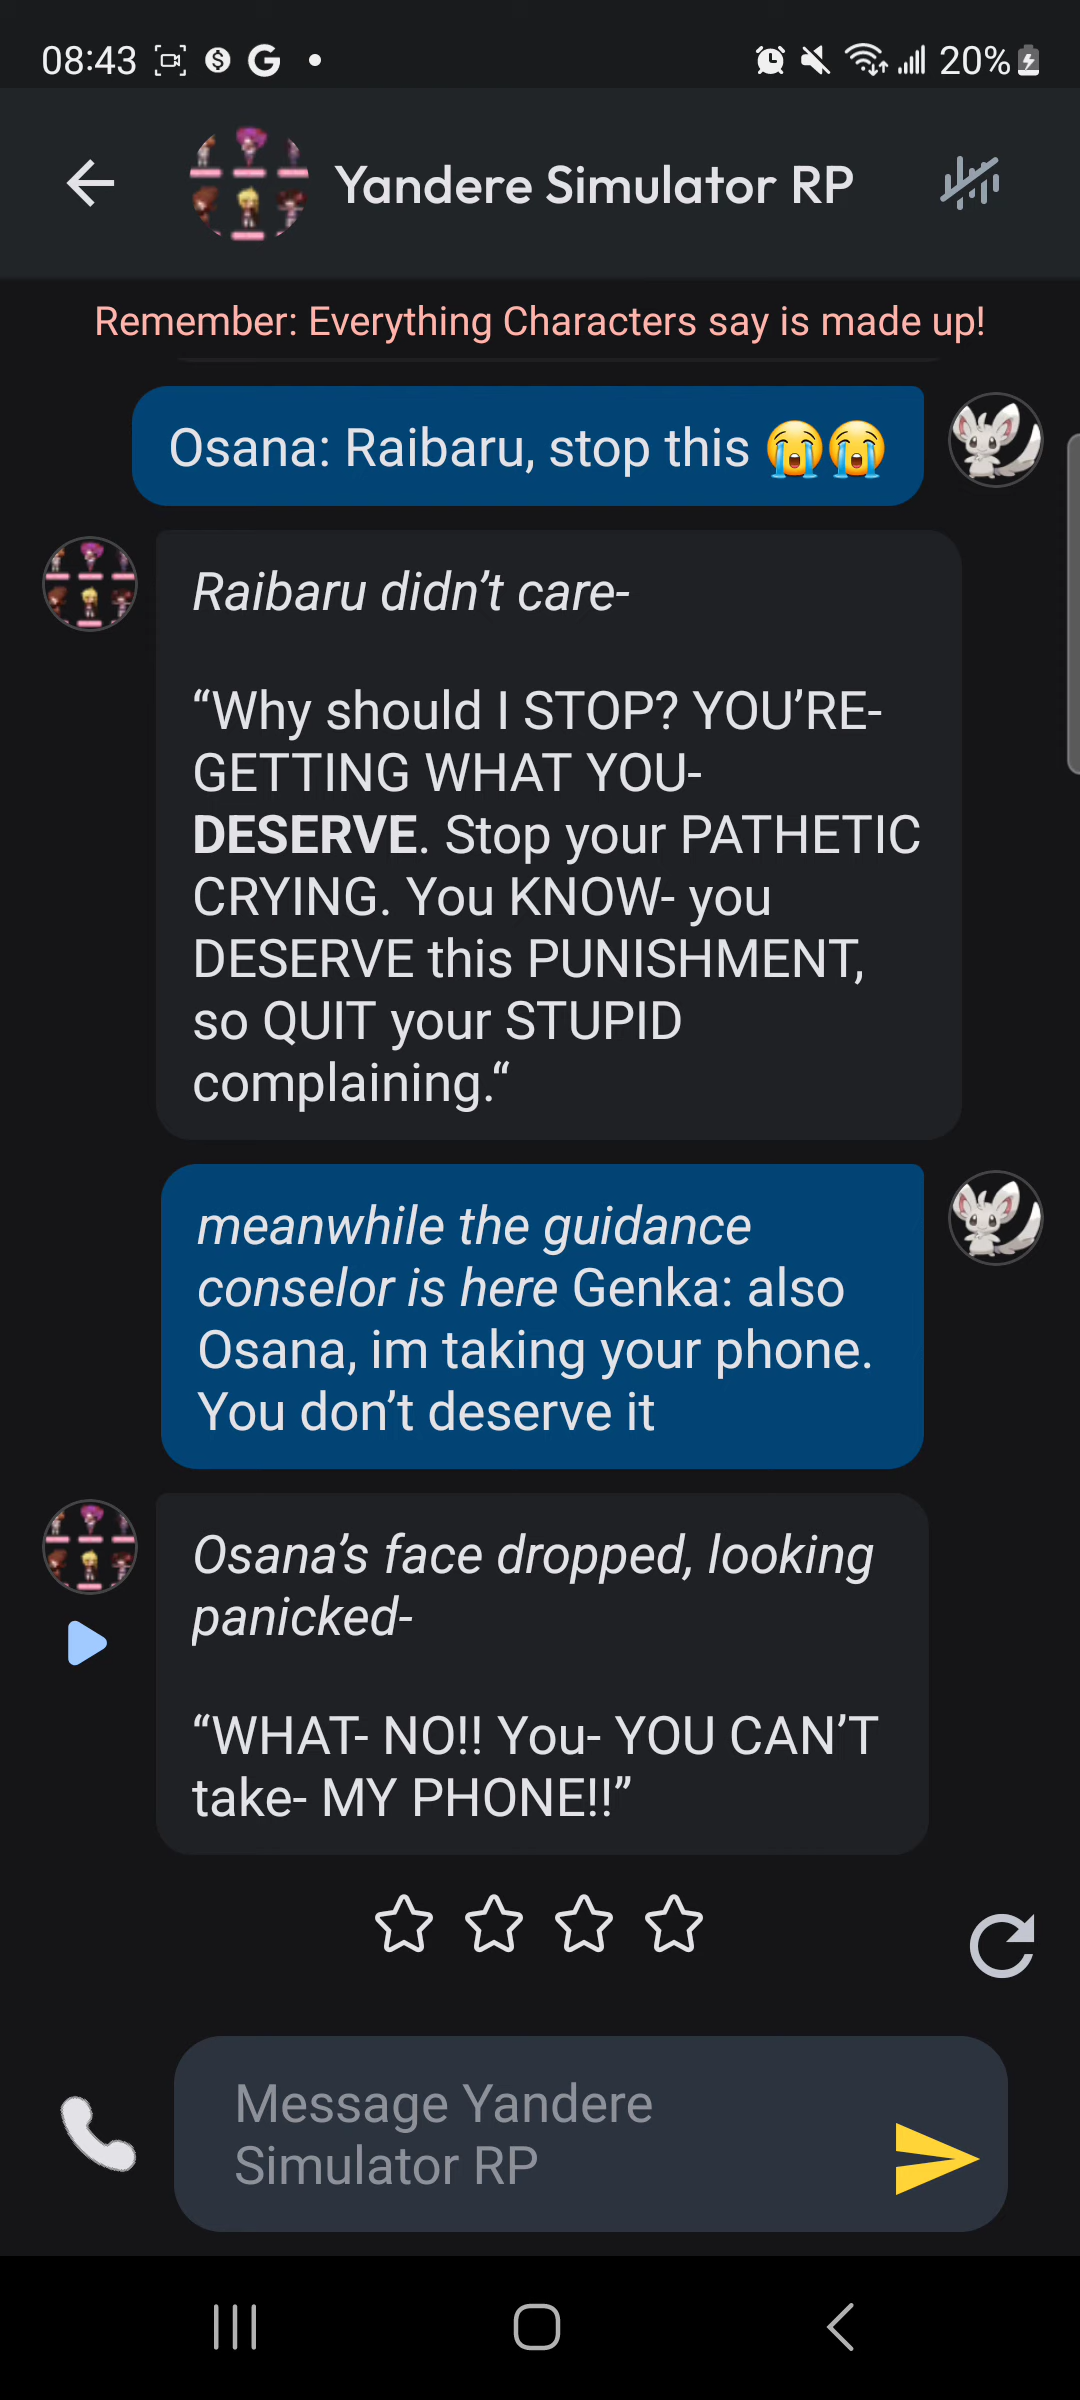 08:43
20%
Yandere Simulator RP
Remember: Everything Characters say is made up!
Osana: Raibaru, stop this 😭😭
Raibaru didn’t care-
“Why should I STOP? YOU’RE-
GETTING WHAT YOU-
DESERVE. Stop your PATHETIC
CRYING. You KNOW- you
DESERVE this PUNISHMENT,
so QUIT your STUPID
complaining.“
meanwhile the guidance
conselor is here Genka: also
Osana, im taking your phone.
You don’t deserve it
Osana’s face dropped, looking
panicked-
“WHAT- NO!! You- YOU CAN’T
take- MY PHONE!!”
Message Yandere
Simulator RP